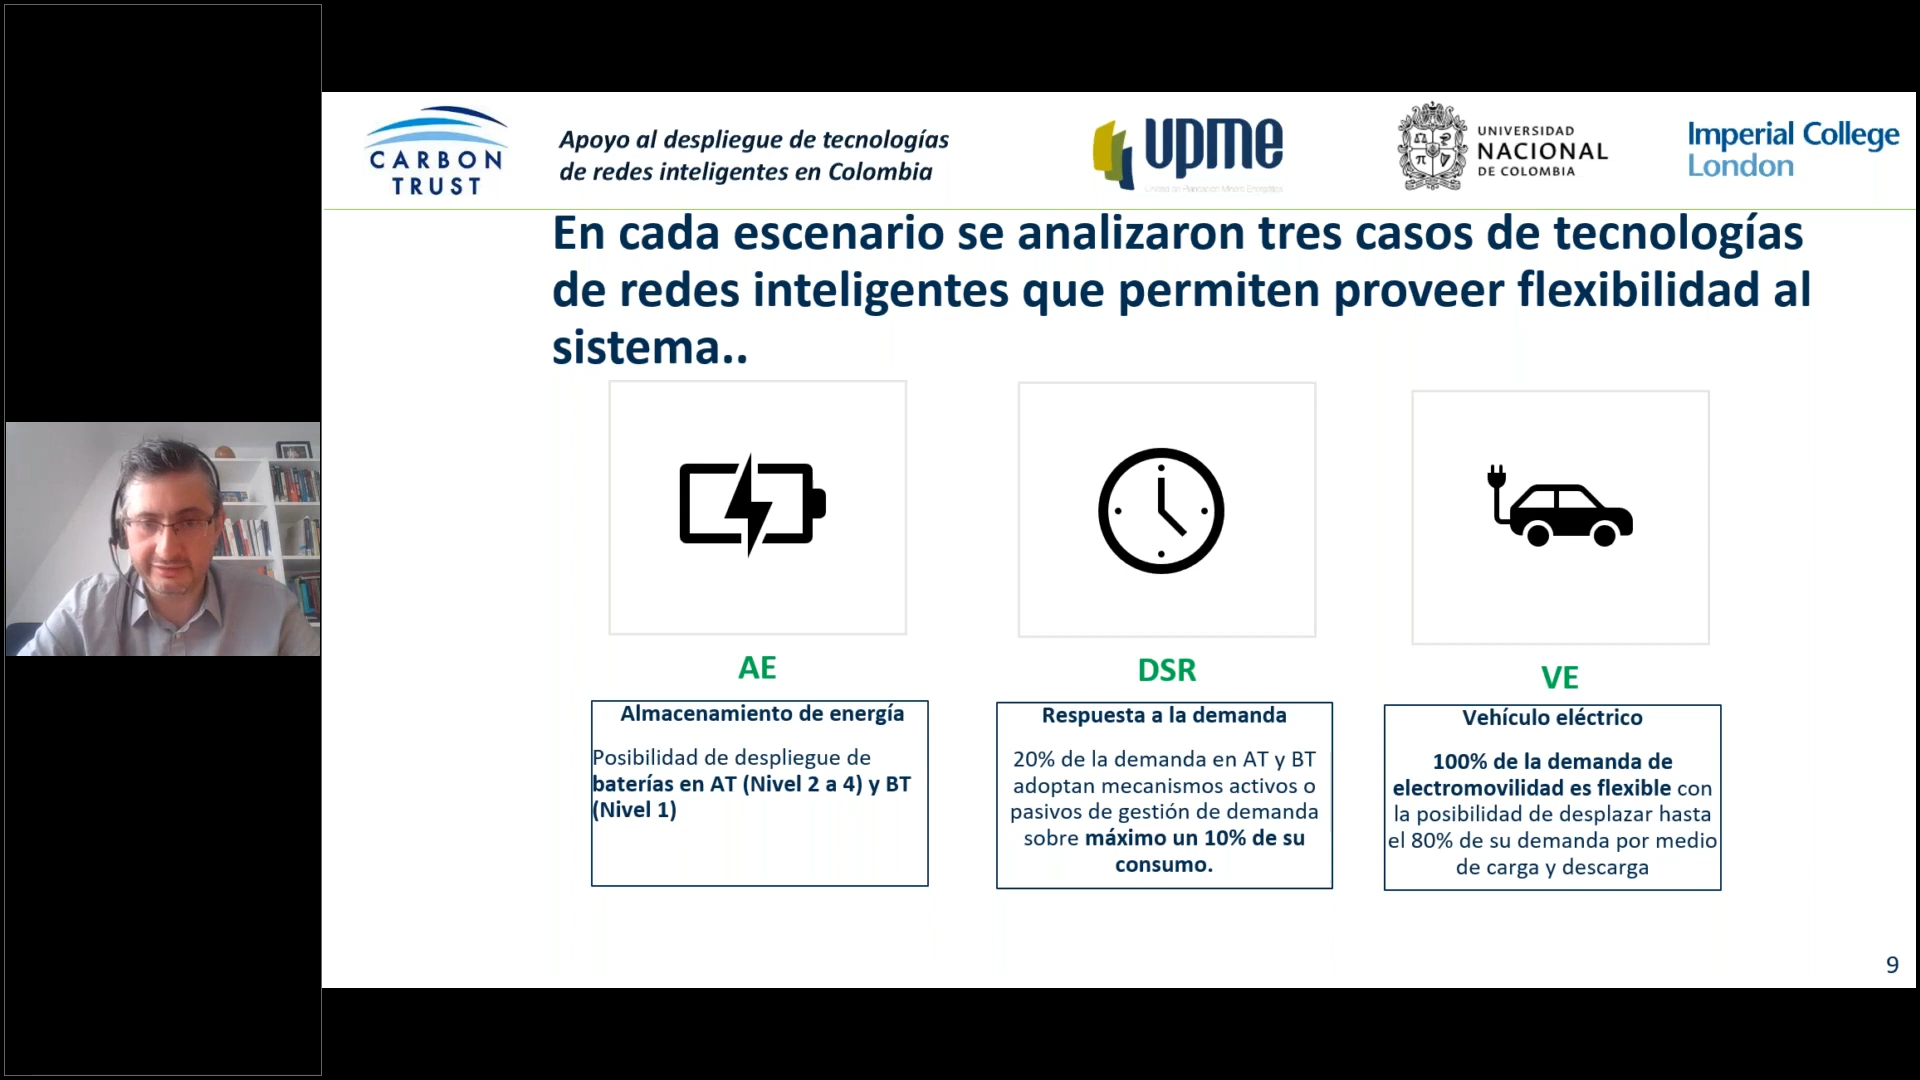 CARBON
TRUST
Apoyo al despliegue de tecnologías
de redes inteligentes en Colombia
upme
Unidad de Planeación Minero Energética
UNIVERSIDAD
NACIONAL
DE COLOMBIA
Imperial College
London
En cada escenario se analizaron tres casos de tecnologías
de redes inteligentes que permiten proveer flexibilidad al
sistema..
AE
Almacenamiento de energía
Posibilidad de despliegue de
baterías en AT (Nivel 2 a 4) y BT
(Nivel 1)
DSR
Respuesta a la demanda
20% de la demanda en AT y BT
adoptan mecanismos activos o
pasivos de gestión de demanda
sobre máximo un 10% de su
consumo.
VE
Vehículo eléctrico
100% de la demanda de
electromovilidad es flexible con
la posibilidad de desplazar hasta
el 80% de su demanda por medio
de carga y descarga
9